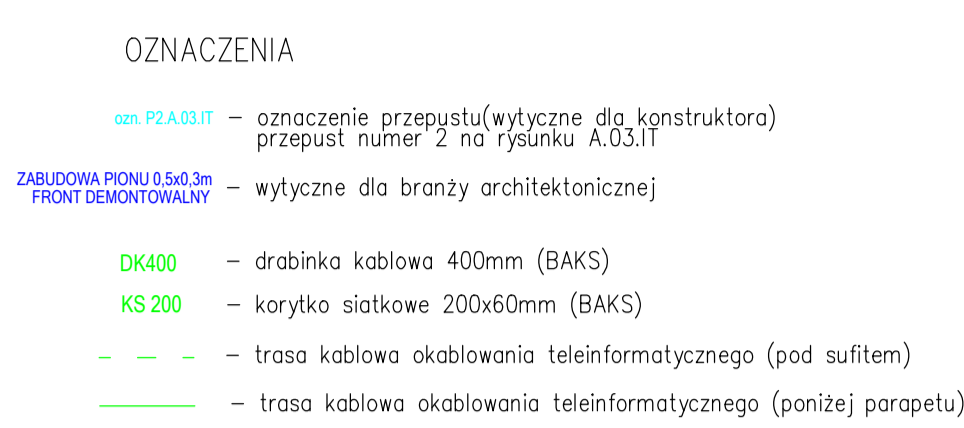 OZNACZENIA
ozn. P2.A.03.IT – oznaczenie przepustu(wytyczne dla konstruktora)
przepust numer 2 na rysunku A.03.IT
ZABUDOWA PIONU 0,5x0,3m
FRONT DEMONTOWALNY – wytyczne dla branży architektonicznej
DK400 – drabinka kablowa 400mm (BAKS)
KS 200 – korytko siatkowe 200x60mm (BAKS)
– trasa kablowa okablowania teleinformatycznego (pod sufitem)
– trasa kablowa okablowania teleinformatycznego (poniżej parapetu)